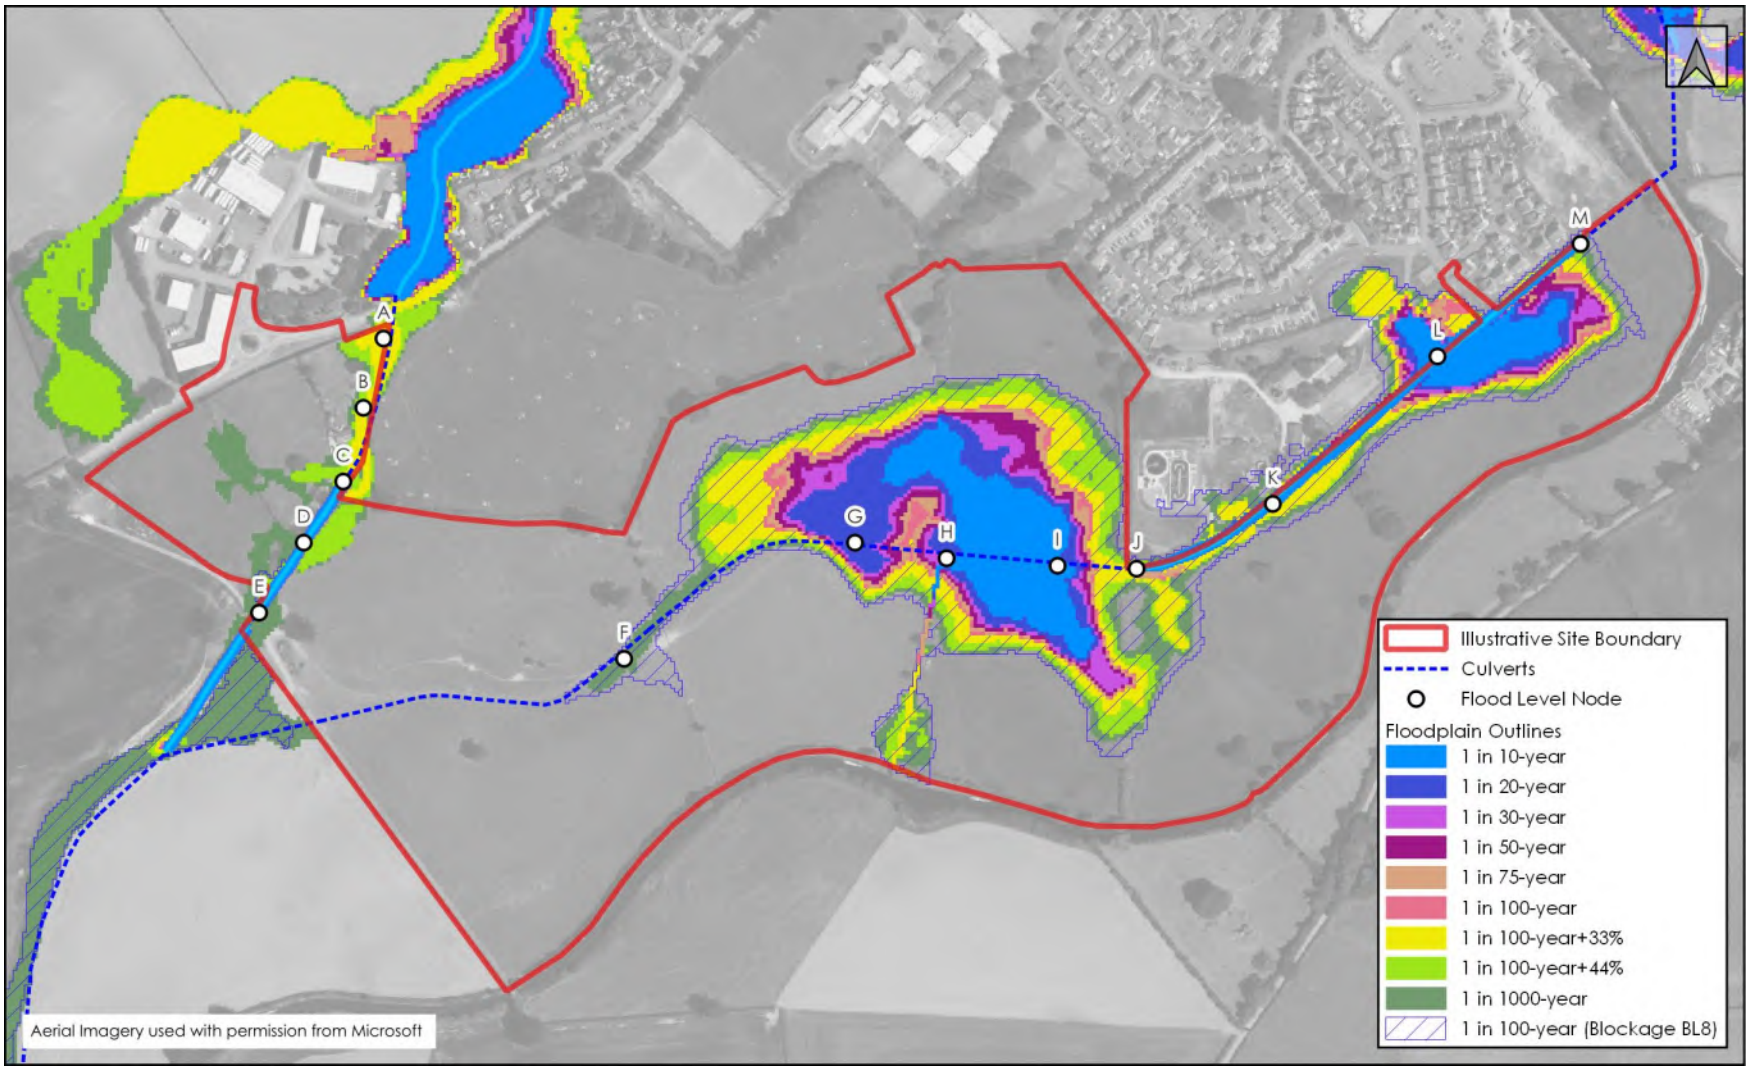 A
B
C
D
E
F
G
H
I
J
K
L
M
Illustrative Site Boundary
Culverts
Flood Level Node
Floodplain Outlines
1 in 10-year
1 in 20-year
1 in 30-year
1 in 50-year
1 in 75-year
1 in 100-year
1 in 100-year+33%
1 in 100-year+44%
1 in 1000-year
1 in 100-year (Blockage BL8)
Aerial Imagery used with permission from Microsoft